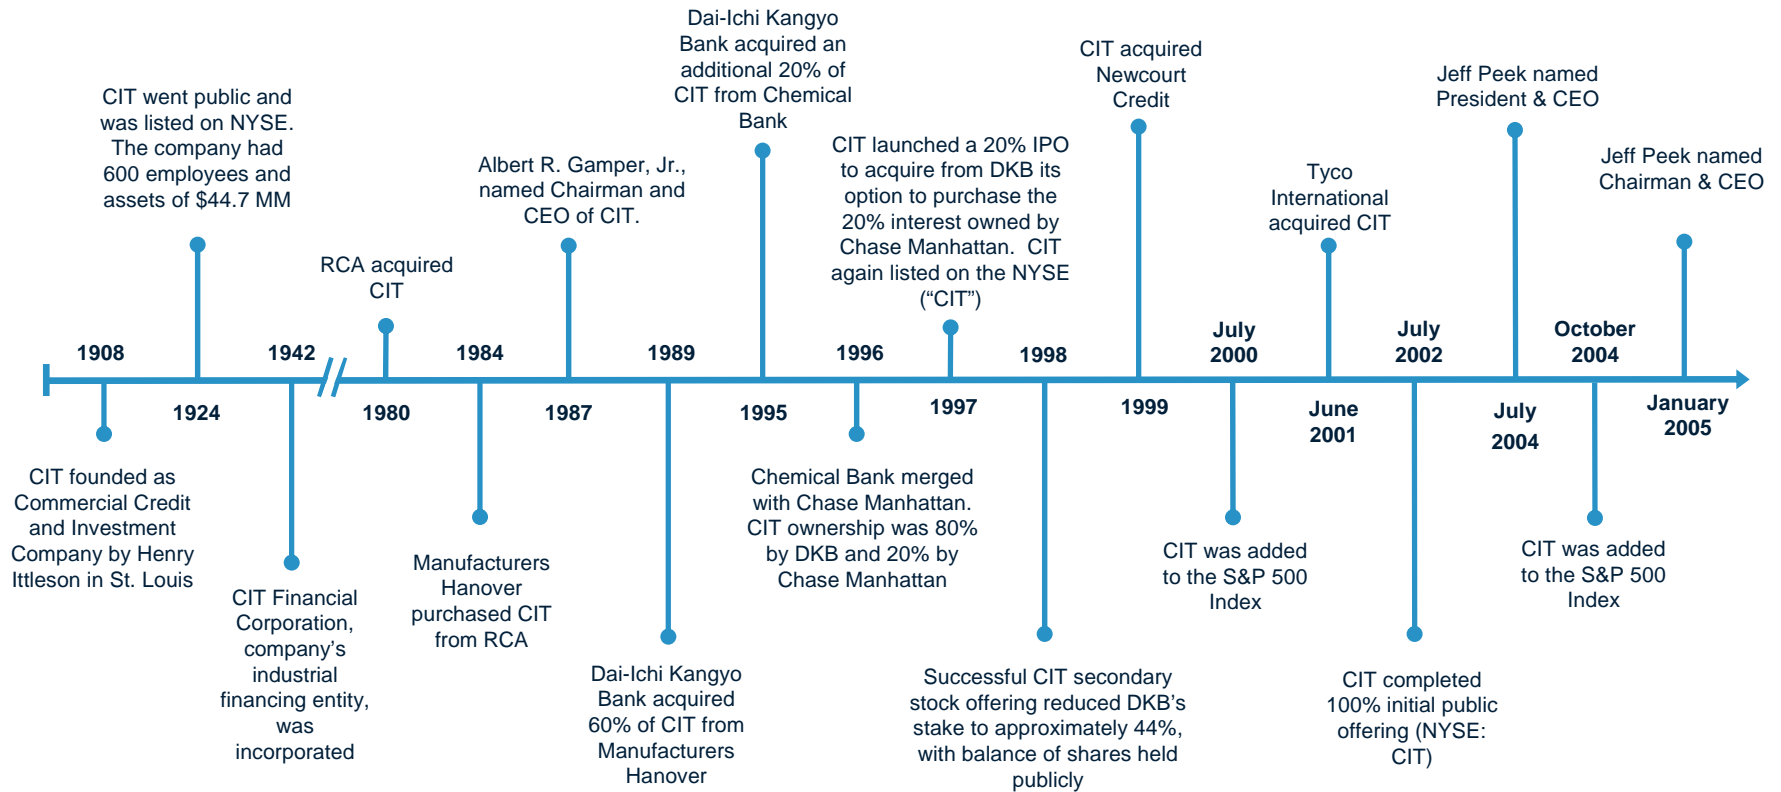 Dai-Ichi Kangyo
Bank acquired an
additional 20% of
CIT from Chemical
Bank
CIT acquired
Newcourt
Credit
Jeff Peek named
President & CEO
CIT went public and
was listed on NYSE.
The company had
600 employees and
assets of $44.7 MM
Albert R. Gamper, Jr.,
named Chairman and
CEO of CIT.
CIT launched a 20% IPO
to acquire from DKB its
option to purchase the
20% interest owned by
Chase Manhattan.  CIT
again listed on the NYSE
(“CIT”)
Tyco
International
acquired CIT
Jeff Peek named
Chairman & CEO
RCA acquired
CIT
1908
1942
1984
1989
1996
1998
July
2000
July
2002
October
2004
1924
1980
1987
1995
1997
1999
June
2001
July
2004
January
2005
CIT founded as
Commercial Credit
and Investment
Company by Henry
Ittleson in St. Louis
CIT Financial
Corporation,
company’s
industrial
financing entity,
was
incorporated
Manufacturers
Hanover
purchased CIT
from RCA
Dai-Ichi Kangyo
Bank acquired
60% of CIT from
Manufacturers
Hanover
Chemical Bank merged
with Chase Manhattan.
CIT ownership was 80%
by DKB and 20% by
Chase Manhattan
Successful CIT secondary
stock offering reduced DKB’s
stake to approximately 44%,
with balance of shares held
publicly
CIT was added
to the S&P 500
Index
CIT completed
100% initial public
offering (NYSE:
CIT)
CIT was added
to the S&P 500
Index